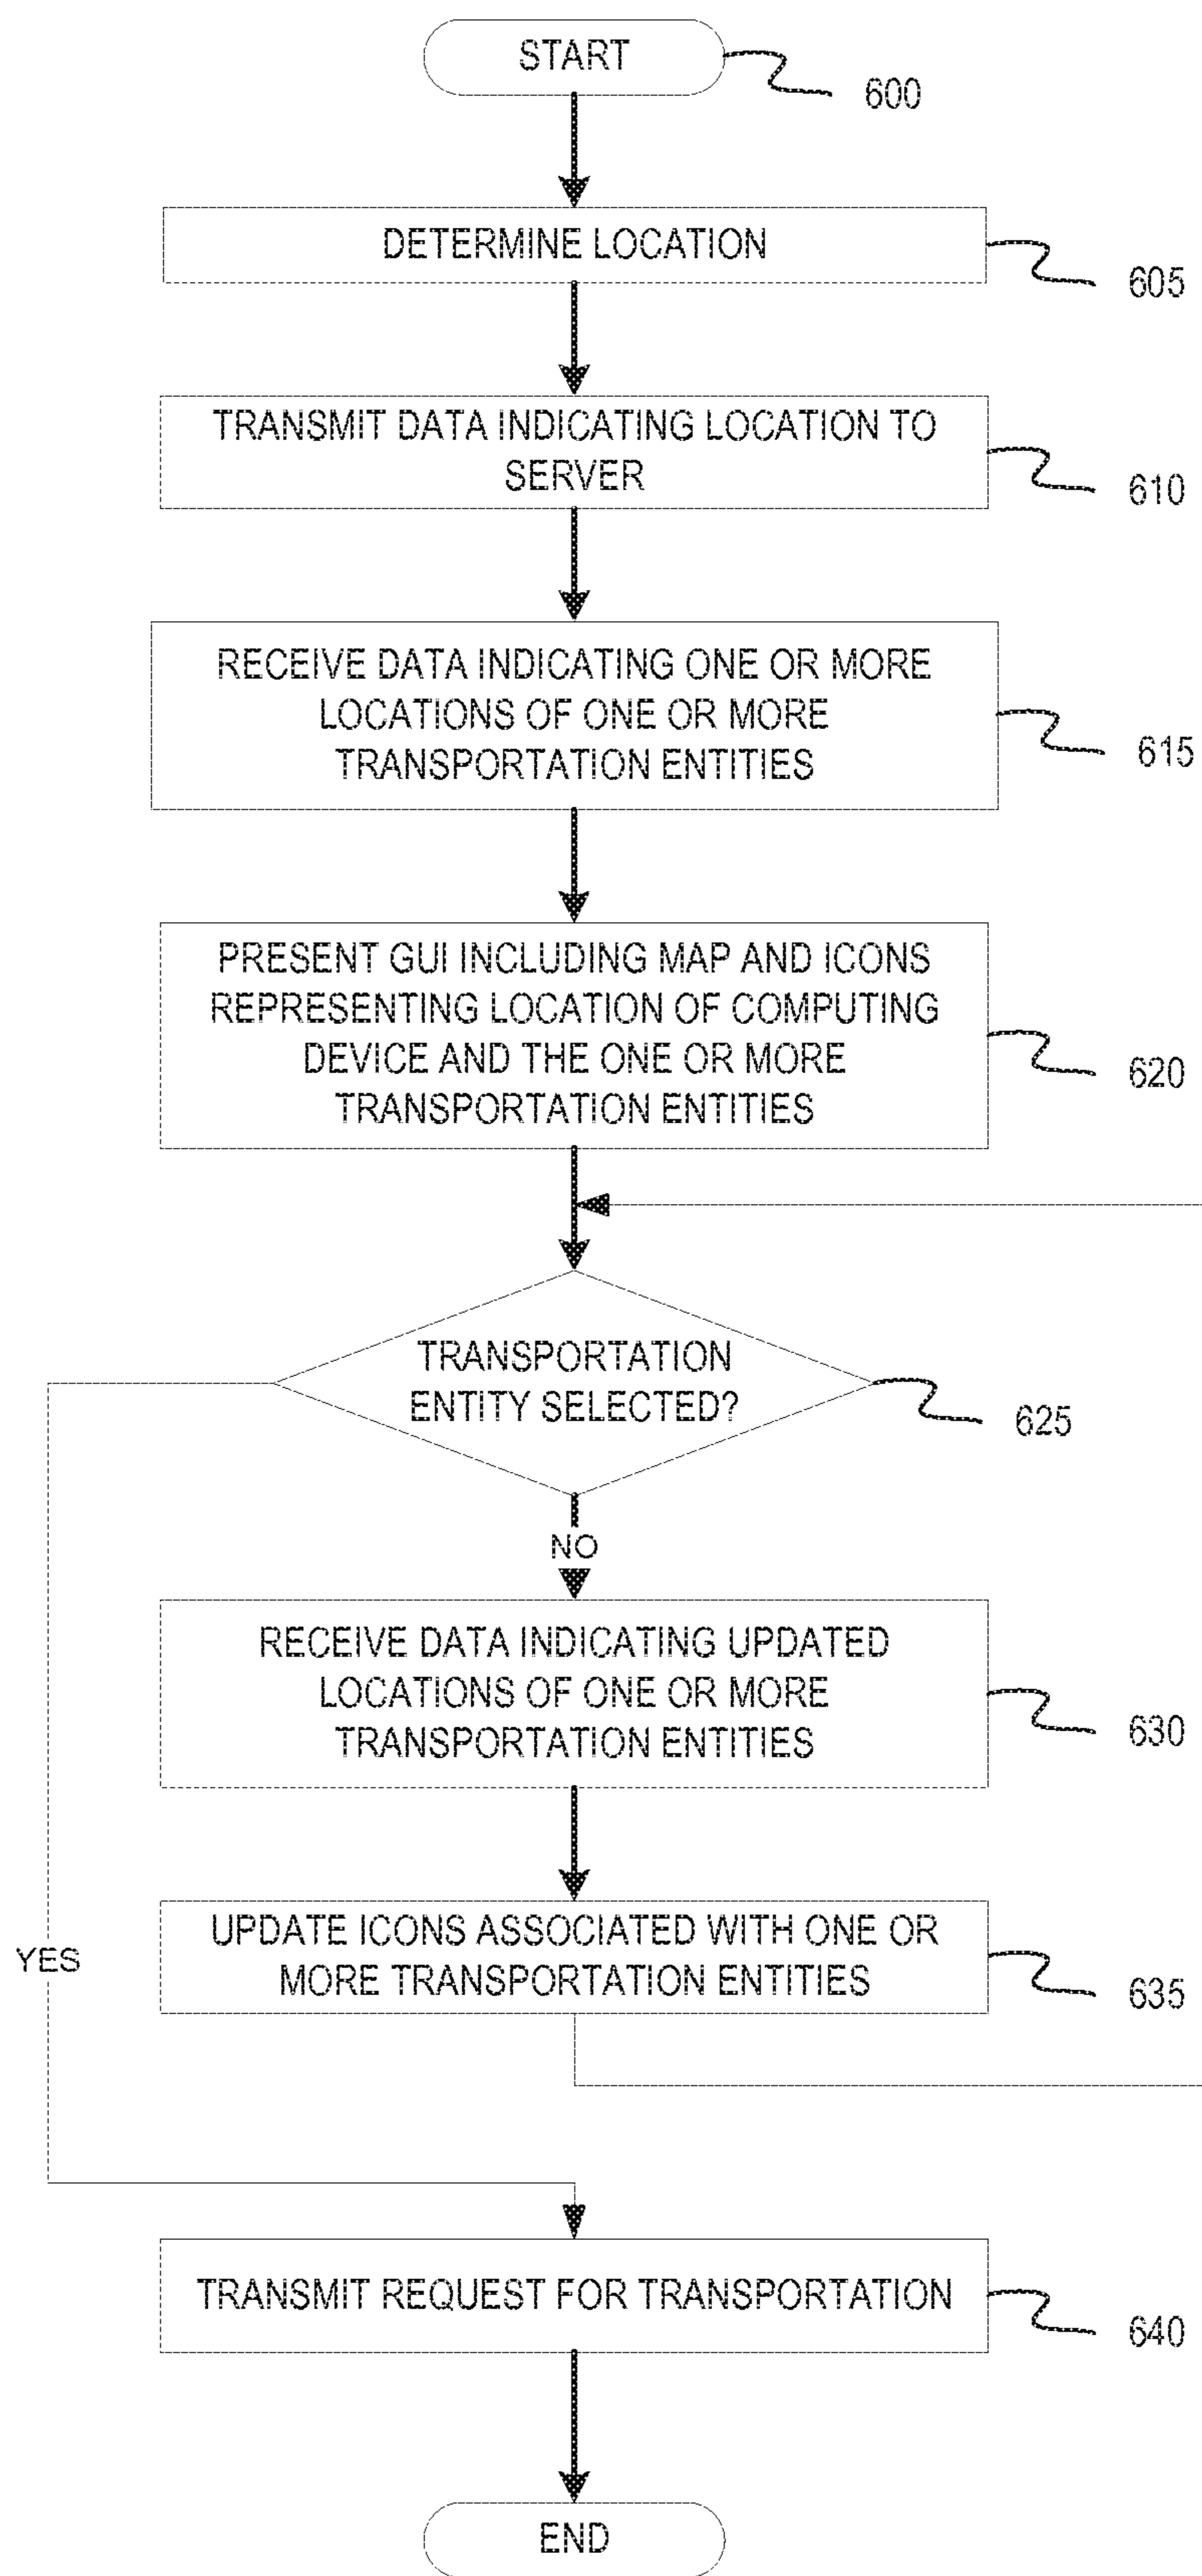 START
600
DETERMINE LOCATION
605
TRANSMIT DATA INDICATING LOCATION TO
SERVER
610
RECEIVE DATA INDICATING ONE OR MORE
LOCATIONS OF ONE OR MORE
TRANSPORTATION ENTITIES
615
PRESENT GUI INCLUDING MAP AND ICONS
REPRESENTING LOCATION OF COMPUTING
DEVICE AND THE ONE OR MORE
TRANSPORTATION ENTITIES
620
TRANSPORTATION
ENTITY SELECTED?
625
NO
RECEIVE DATA INDICATING UPDATED
LOCATIONS OF ONE OR MORE
TRANSPORTATION ENTITIES
630
UPDATE ICONS ASSOCIATED WITH ONE OR
MORE TRANSPORTATION ENTITIES
635
YES
TRANSMIT REQUEST FOR TRANSPORTATION
640
END